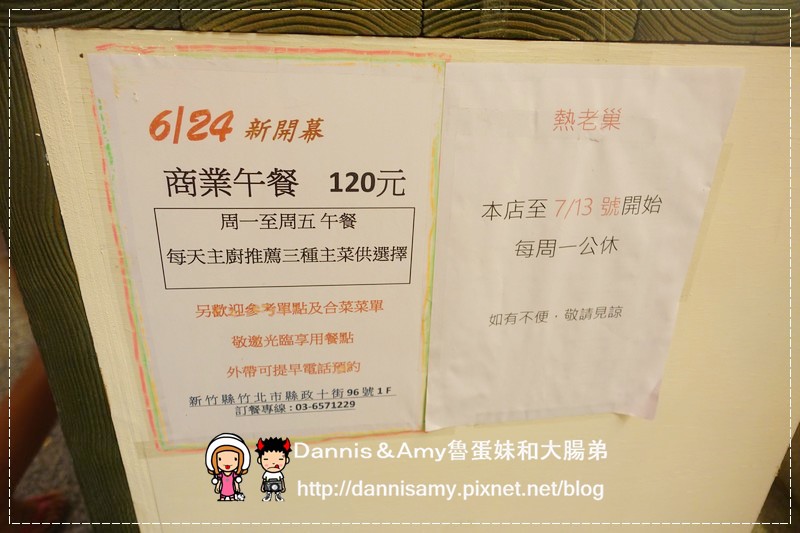 6/24 新開幕
商業午餐 120元
周一至周五 午餐
每天主廚推薦三種主菜供選擇
另歡迎參考單點及合菜菜單
敬邀光臨享用餐點
外帶可提早電話預約
新竹縣竹北市縣政十街96號1F
訂餐專線:03-6571229
熱老巢
本店至 7/13 號開始
每周一公休
如有不便,敬請見諒
Dannis&Amy魯蛋妹和大腸弟
http://dannisamy.pixnet.net/blog